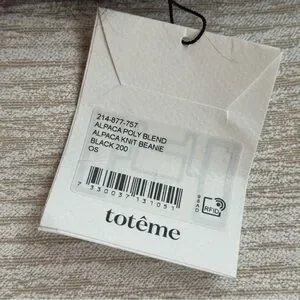 214-877-757
ALPACA POLY BLEND
ALPACA KNIT BEANIE
BLACK 200
OS
7 330037 131051
RFID
totême